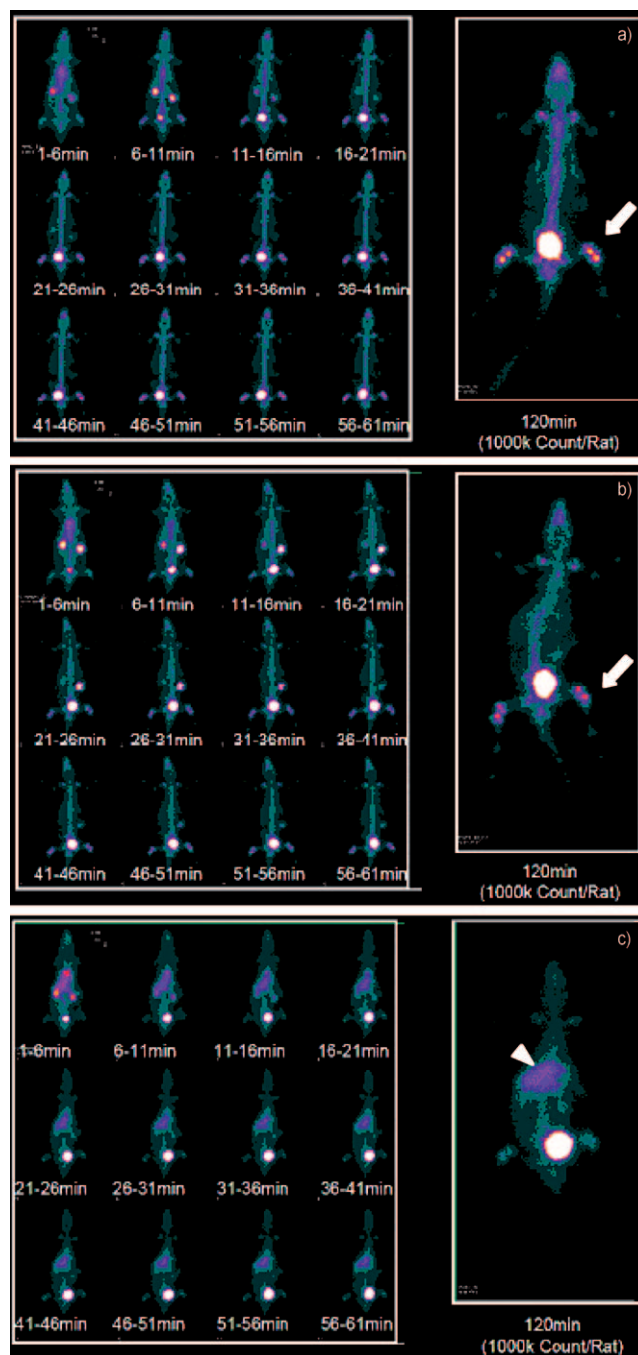 a)
1-6min 6-11min 11-16min 16-21min
21-26min 26-31min 31-36min 36-41min
41-46min 46-51min 51-56min 56-61min
120min
(1000k Count/Rat)
b)
1-6min 6-11min 11-16min 16-21min
21-26min 26-31min 31-36min 36-41min
41-46min 46-51min 51-56min 56-61min
120min
(1000k Count/Rat)
c)
1-6min 6-11min 11-16min 16-21min
21-26min 26-31min 31-36min 36-41min
41-46min 46-51min 51-56min 56-61min
120min
(1000k Count/Rat)